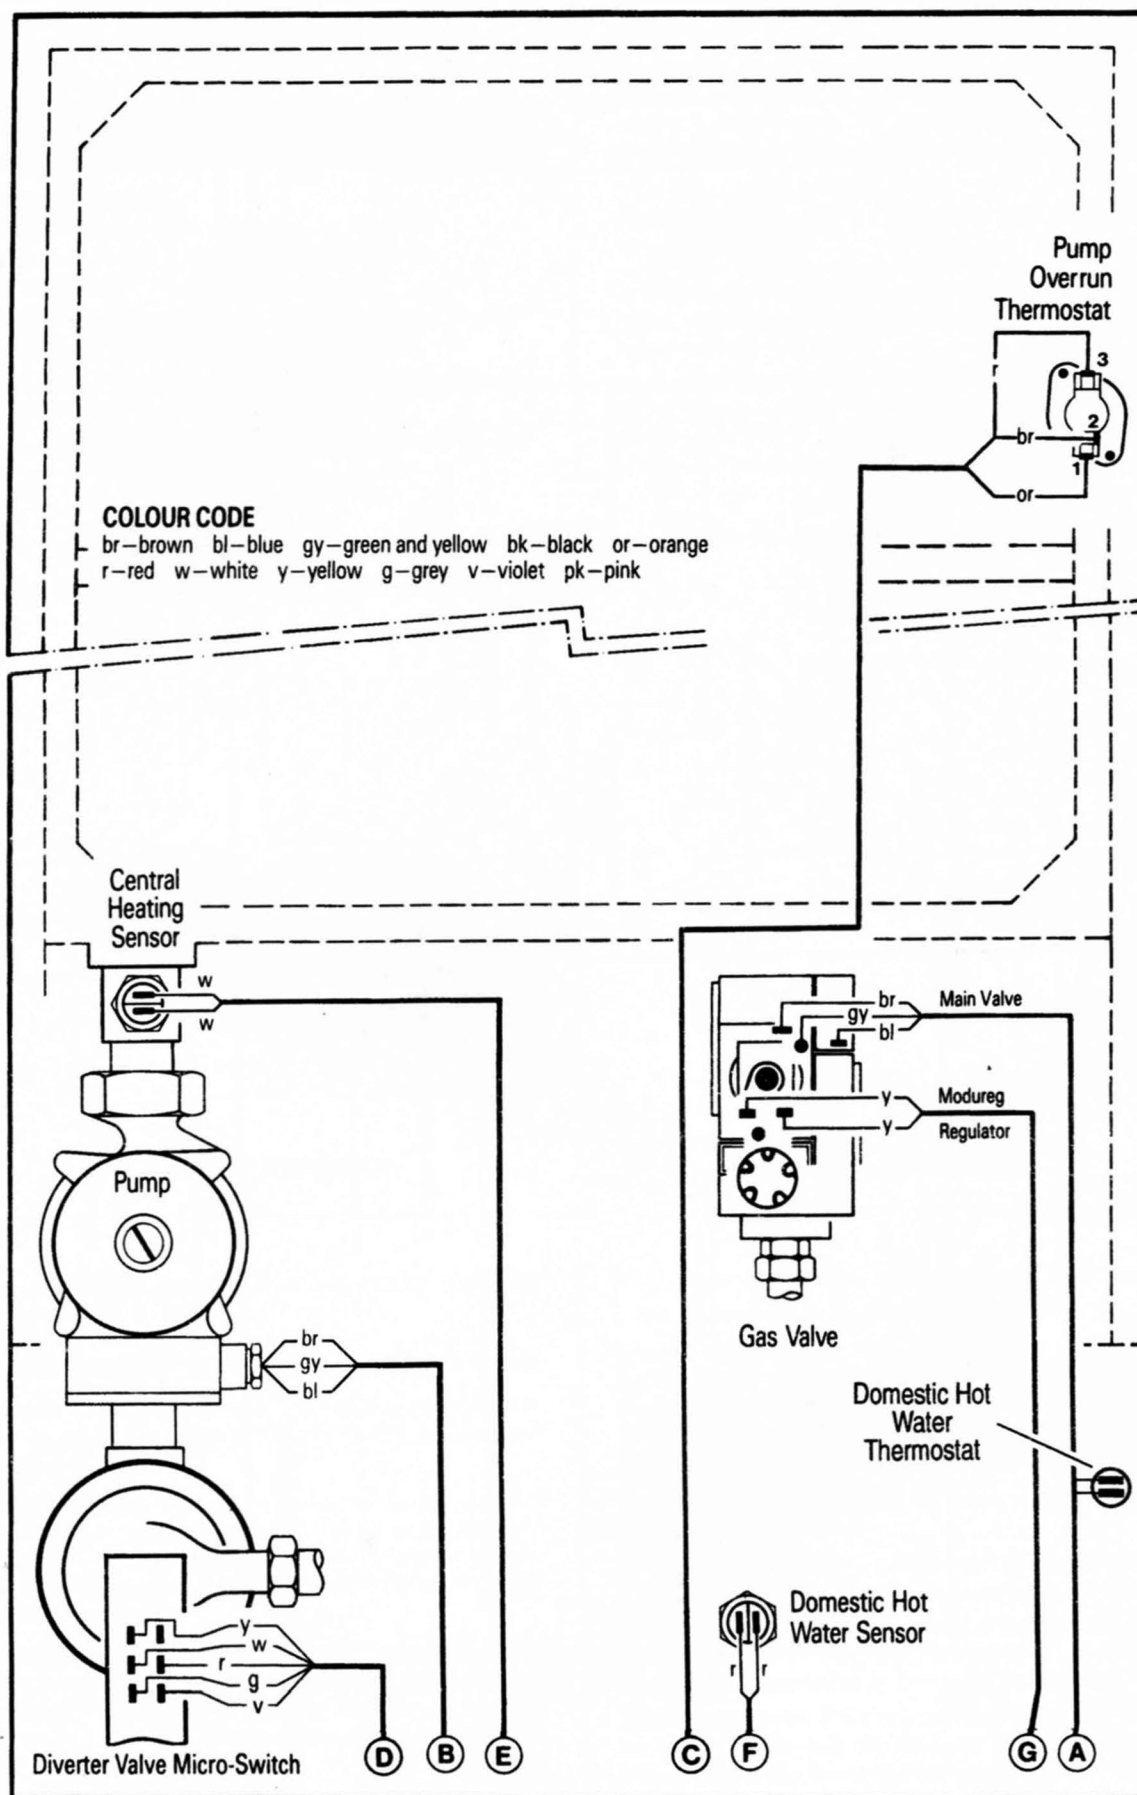 Pump
Overrun
Thermostat
3
r
2
br
1
or
COLOUR CODE
br–brown bl–blue gy–green and yellow bk–black or–orange
r–red w–white y–yellow g–grey v–violet pk–pink
Central
Heating
Sensor
w
w
br
gy
bl
Main Valve
y
y
Modureg
Regulator
Pump
Gas Valve
br
gy
bl
Domestic Hot
Water
Thermostat
Domestic Hot
Water Sensor
r r
y
w
r
g
v
Diverter Valve Micro-Switch
D B E C F G A